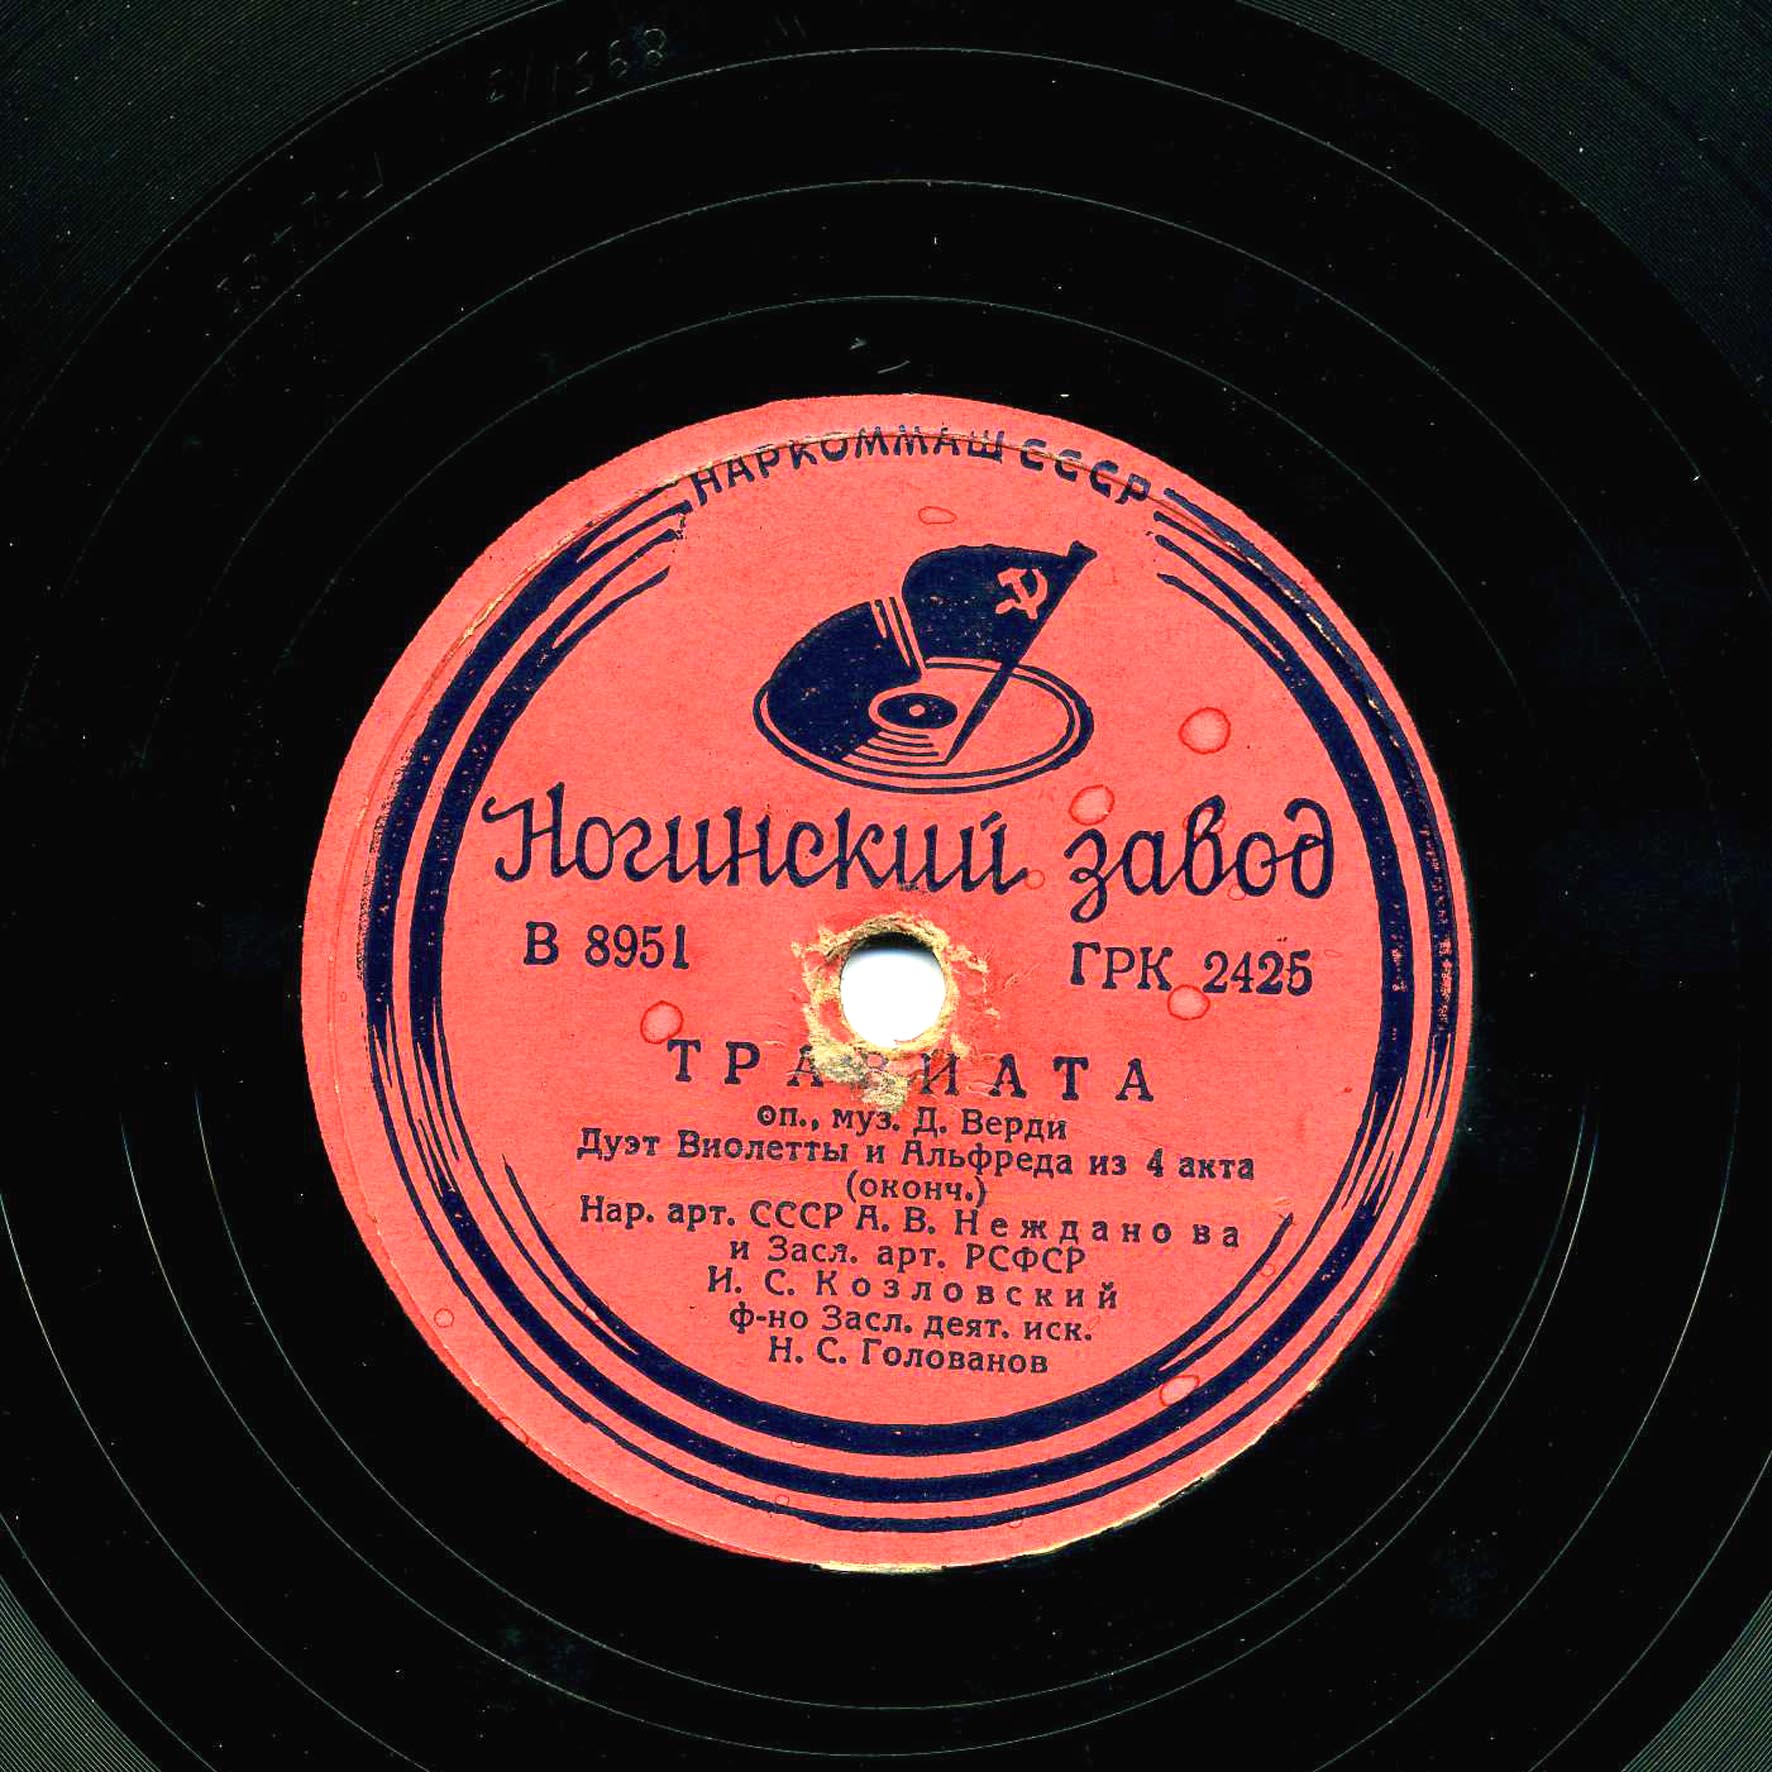 НАРКОММАШ СССР
Ногинский завод
В 8951 ГРК 2425
ТРАВИАТА
оп., муз. Д. Верди
Дуэт Виолетты и Альфреда из 4 акта
(оконч.)
Нар. арт. СССР А. В. Нежданова
и Засл. арт. РСФСР
И. С. Козловский
ф-но Засл. деят. иск.
Н. С. Голованов